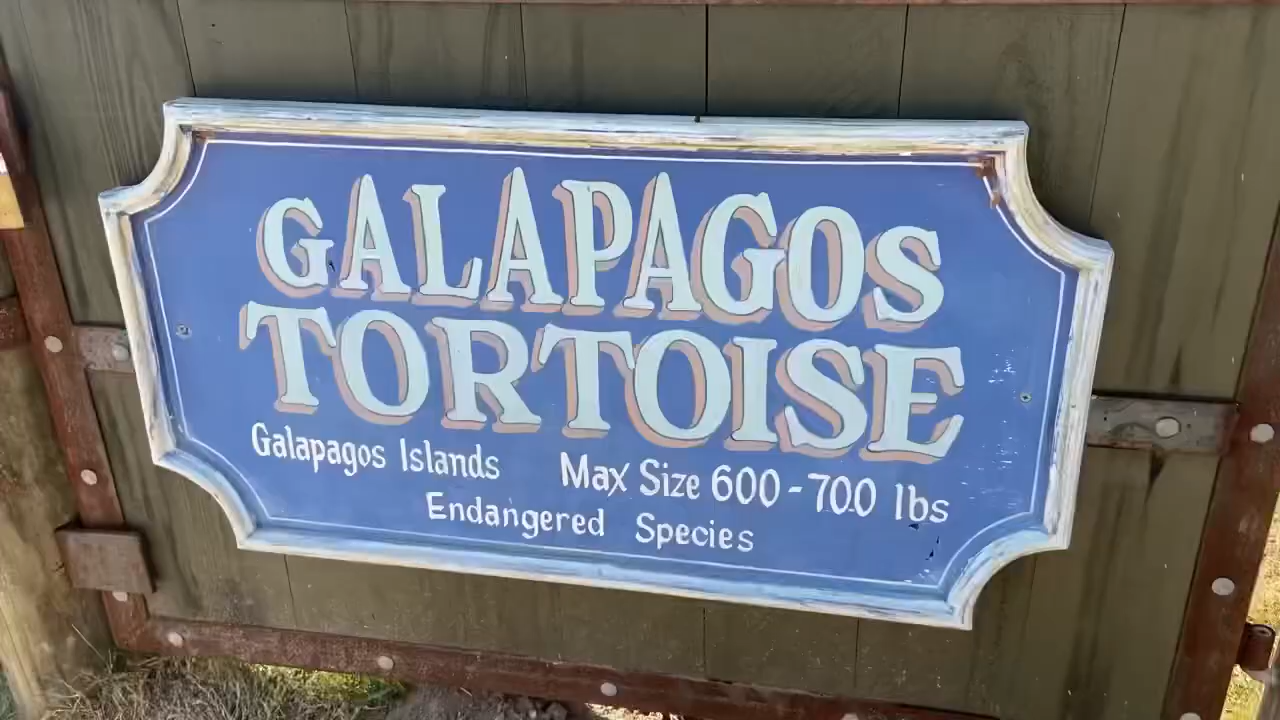 GALAPAGOS
TORTOISE
Galapagos Islands Max Size 600-700 lbs
Endangered Species